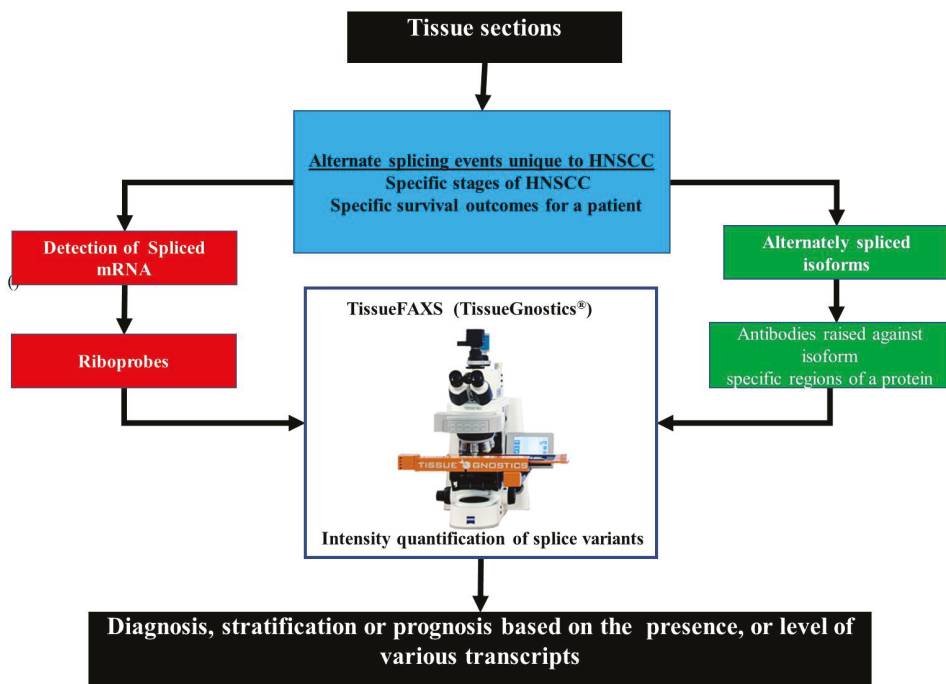 Tissue sections
Alternate splicing events unique to HNSCC
Specific stages of HNSCC
Specific survival outcomes for a patient
Detection of Spliced
mRNA
()
Riboprobes
Alternately spliced
isoforms
Antibodies raised against
isoform
specific regions of a protein
TissueFAXS (TissueGnostics®)
TISSUE GNOSTICS
ZEISS
Intensity quantification of splice variants
Diagnosis, stratification or prognosis based on the presence, or level of
various transcripts